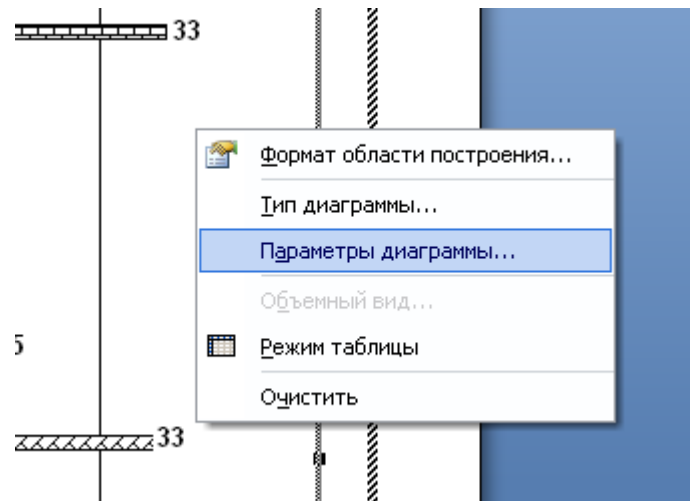 33
Формат области построения...
Тип диаграммы...
Параметры диаграммы...
Объемный вид...
5
Режим таблицы
Очистить
33